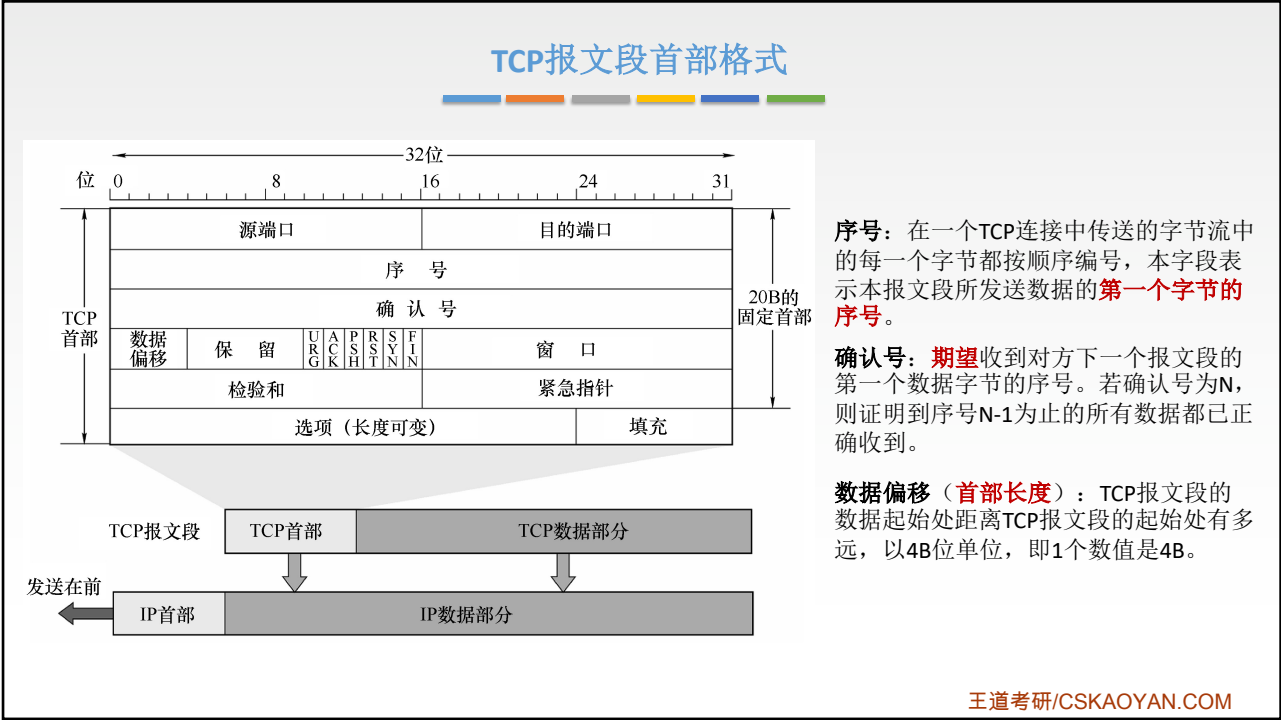 TCP报文段首部格式
32位
位 0 8 16 24 31
源端口 目的端口
序 号
确 认 号
TCP
首部
20B的
固定首部
数据
偏移
保 留
URG ACK PSH RST SYN FIN
窗 口
检验和 紧急指针
选项（长度可变） 填充
TCP报文段 TCP首部 TCP数据部分
发送在前
IP首部 IP数据部分
序号：在一个TCP连接中传送的字节流中
的每一个字节都按顺序编号，本字段表
示本报文段所发送数据的第一个字节的
序号。
确认号：期望收到对方下一个报文段的
第一个数据字节的序号。若确认号为N，
则证明到序号N-1为止的所有数据都已正
确收到。
数据偏移（首部长度）：TCP报文段的
数据起始处距离TCP报文段的起始处有多
远，以4B位单位，即1个数值是4B。
王道考研/CSKAOYAN.COM